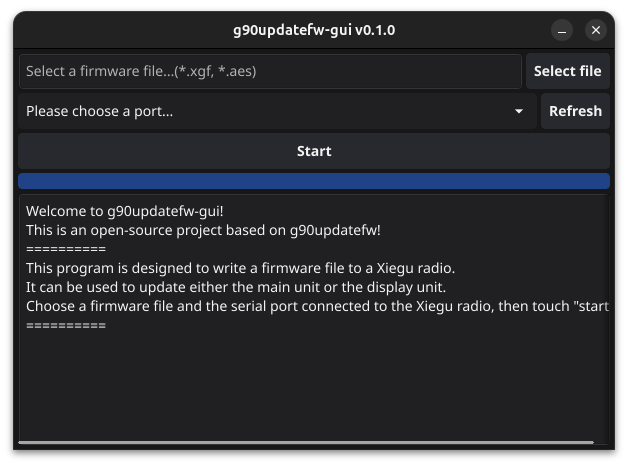 g90updatefw-gui v0.1.0
Select a firmware file...(*.xgf, *.aes)
Select file
Please choose a port...
Refresh
Start
Welcome to g90updatefw-gui!
This is an open-source project based on g90updatefw!
==========
This program is designed to write a firmware file to a Xiegu radio.
It can be used to update either the main unit or the display unit.
Choose a firmware file and the serial port connected to the Xiegu radio, then touch "start
==========